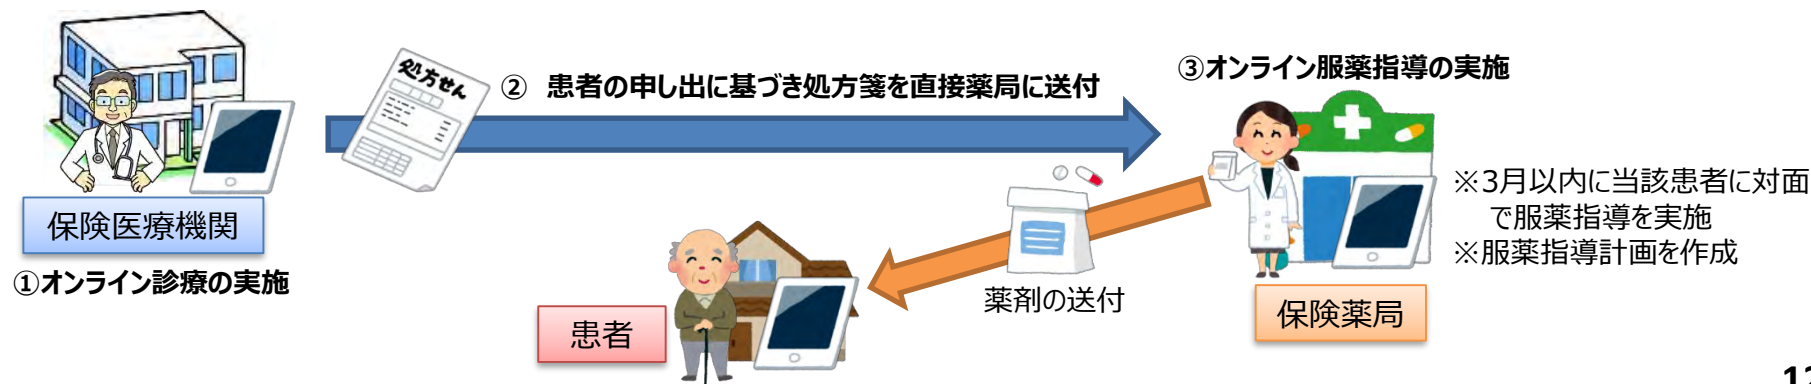 処方せん
② 患者の申し出に基づき処方箋を直接薬局に送付
③オンライン服薬指導の実施
※3月以内に当該患者に対面
で服薬指導を実施
※服薬指導計画を作成
保険医療機関
①オンライン診療の実施
薬剤の送付
保険薬局
患者